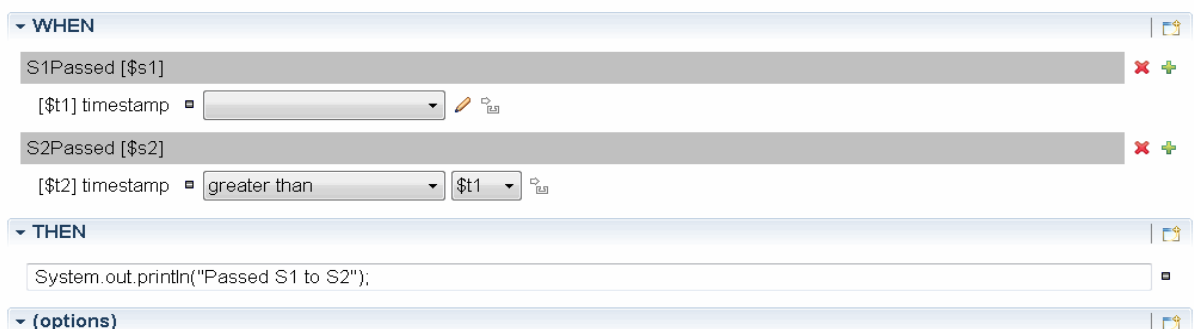 WHEN
S1Passed [$s1]
[$t1] timestamp
S2Passed [$s2]
[$t2] timestamp greater than $t1
THEN
System.out.println("Passed S1 to S2");
(options)